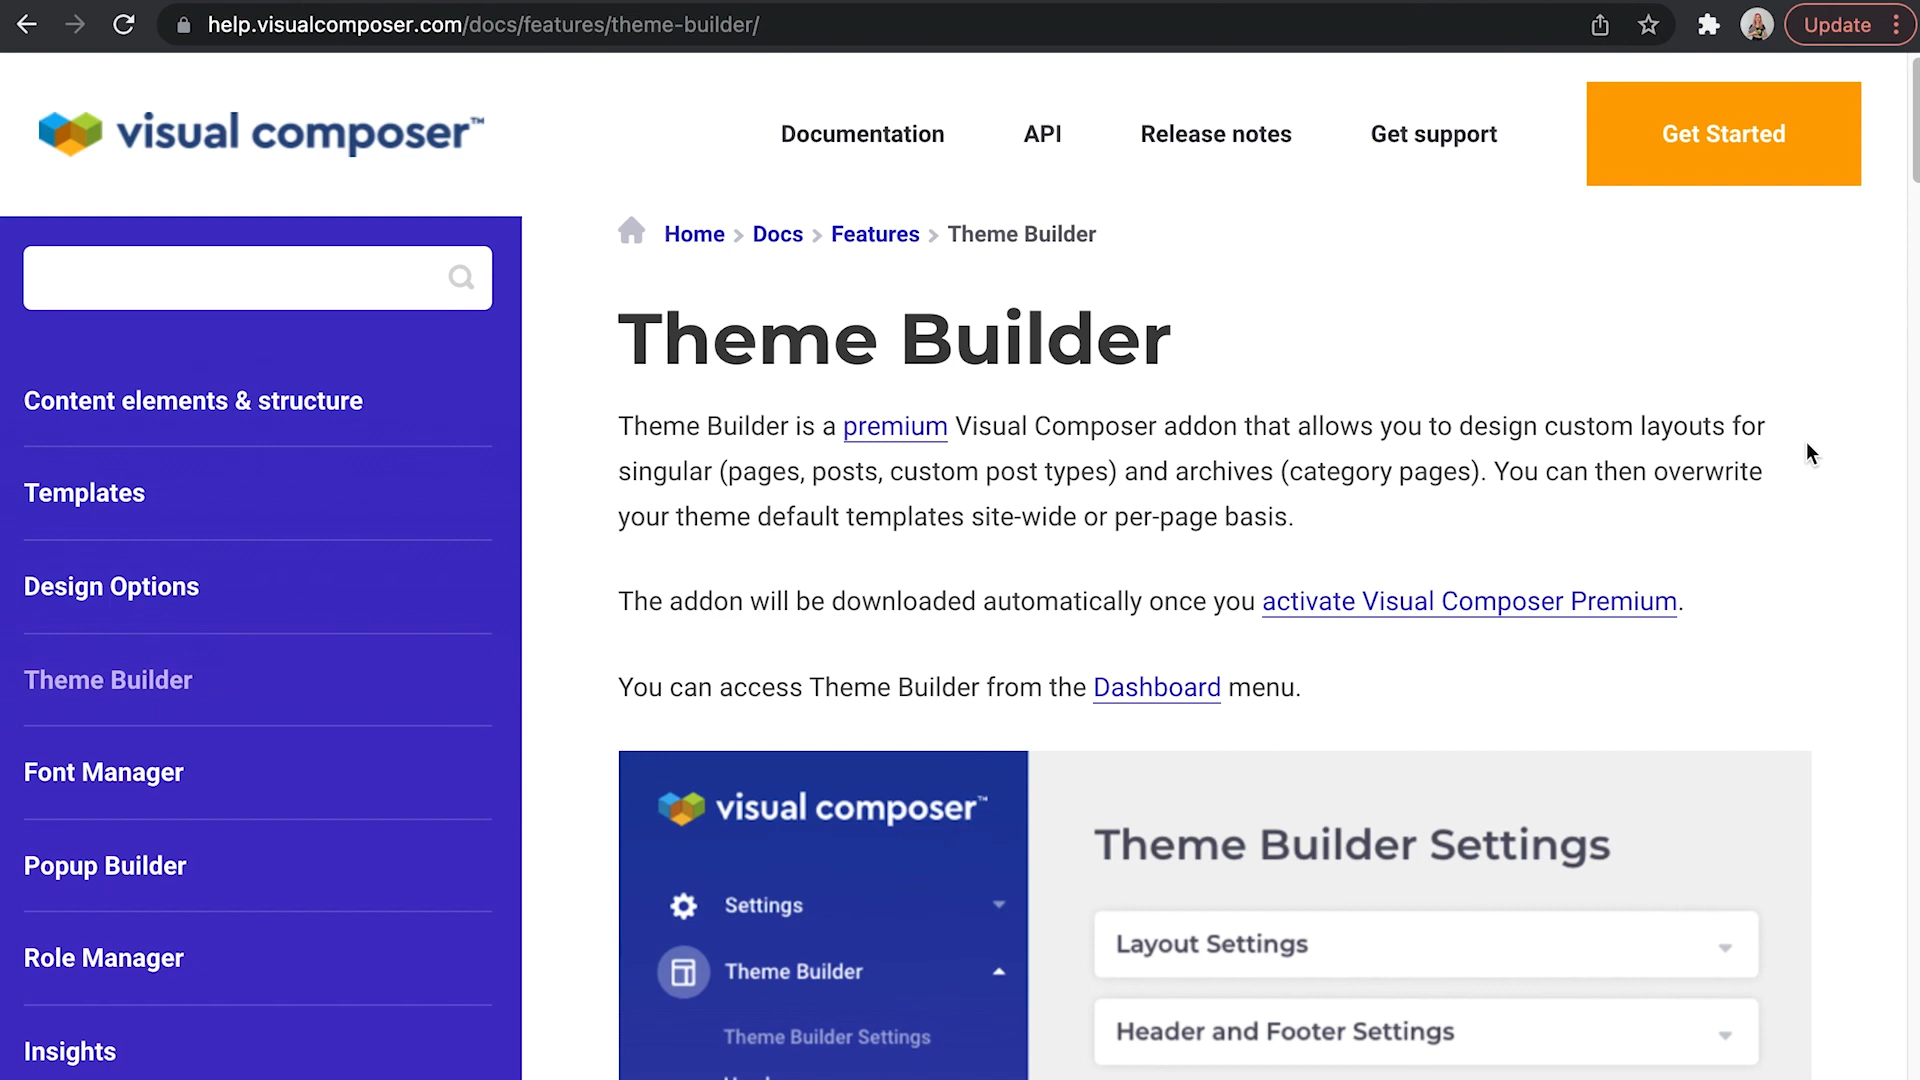 help.visualcomposer.com/docs/features/theme-builder/
Update
visual composer™
Documentation
API
Release notes
Get support
Get Started
Home > Docs > Features > Theme Builder
Content elements & structure
Templates
Design Options
Theme Builder
Font Manager
Popup Builder
Role Manager
Insights
Theme Builder
Theme Builder is a premium Visual Composer addon that allows you to design custom layouts for
singular (pages, posts, custom post types) and archives (category pages). You can then overwrite
your theme default templates site-wide or per-page basis.
The addon will be downloaded automatically once you activate Visual Composer Premium.
You can access Theme Builder from the Dashboard menu.
visual composer™
Settings
Theme Builder
Theme Builder Settings
Theme Builder Settings
Layout Settings
Header and Footer Settings